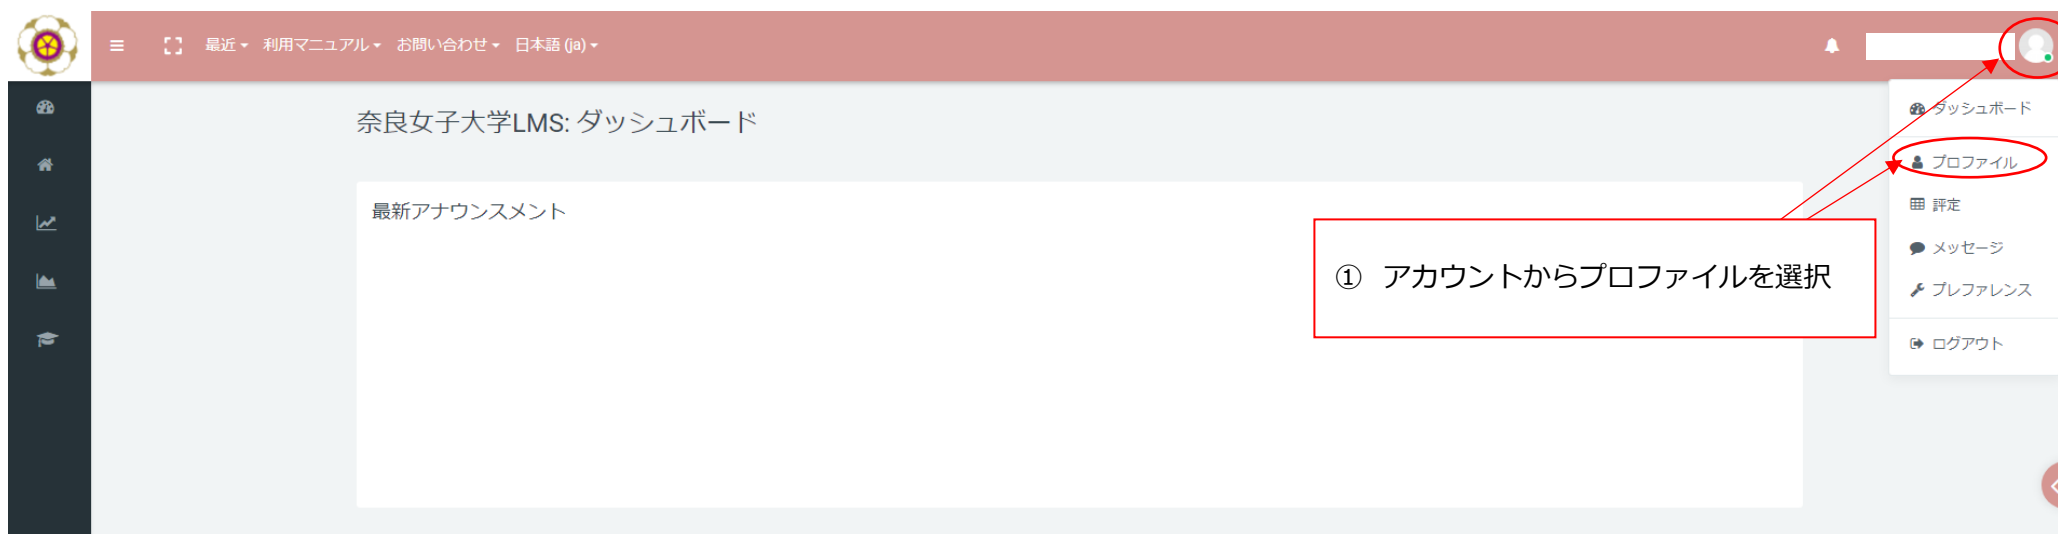 最近 利用マニュアル お問い合わせ 日本語 (ja)
奈良女子大学LMS: ダッシュボード
最新アナウンスメント
① アカウントからプロファイルを選択
ダッシュボード
プロファイル
評定
メッセージ
プレファレンス
ログアウト